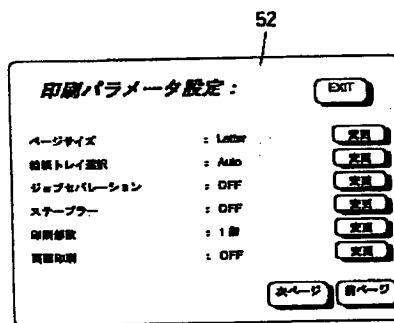 52
印刷パラメータ設定： EXIT
ページサイズ : Letter 変更
給紙トレイ選択 : Auto 変更
ジョブセパレーション : OFF 変更
ステープラー : OFF 変更
印刷部数 : 1部 変更
両面印刷 : OFF 変更
次ページ 前ページ